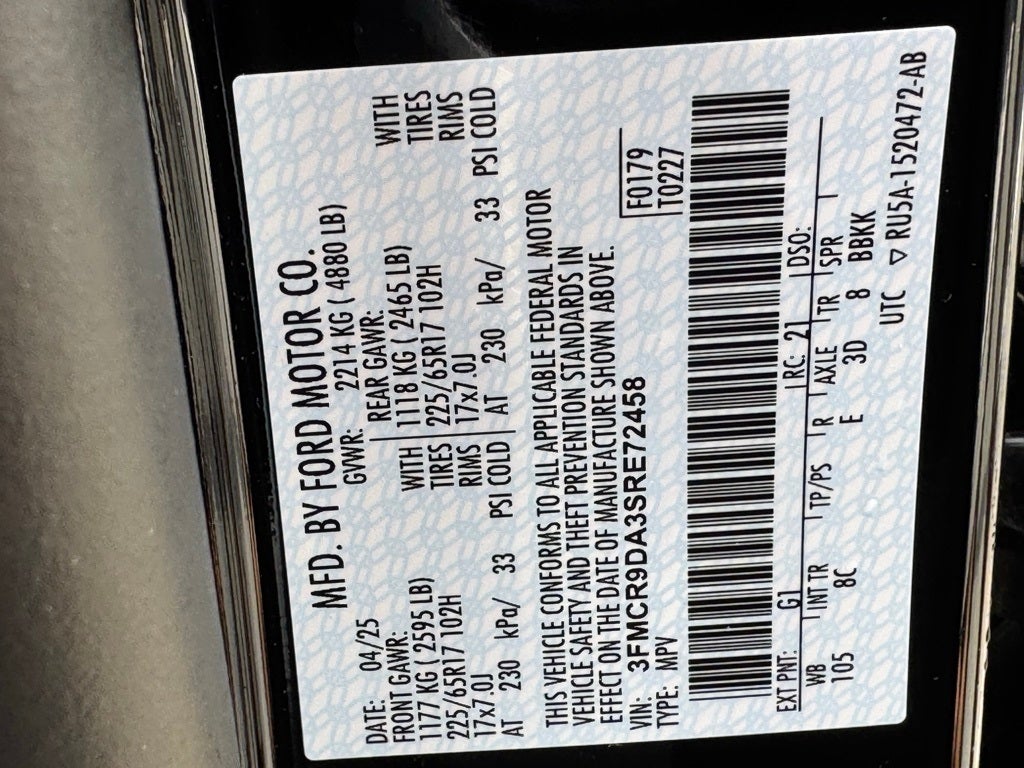 MFD. BY FORD MOTOR CO.
DATE: 04/25 GVWR: 2214 KG ( 4880 LB)
FRONT GAWR: REAR GAWR:
1177 KG ( 2595 LB) WITH 1118 KG ( 2465 LB) WITH
225/65R17 102H TIRES 225/65R17 102H TIRES
17x7.0J RIMS 17x7.0J RIMS
AT 230 kPa/ 33 PSI COLD AT 230 kPa/ 33 PSI COLD
THIS VEHICLE CONFORMS TO ALL APPLICABLE FEDERAL MOTOR
VEHICLE SAFETY AND THEFT PREVENTION STANDARDS IN
EFFECT ON THE DATE OF MANUFACTURE SHOWN ABOVE.
VIN: 3FMCR9DA3SRE72458 F0179
TYPE: MPV T0227
EXT PNT: G1 RC: 21 DSO:
WB INT TR TP/PS R AXLE TR SPR
105 8C E 3D 8 BBKK
UTC ▽ RU5A-1520472-AB